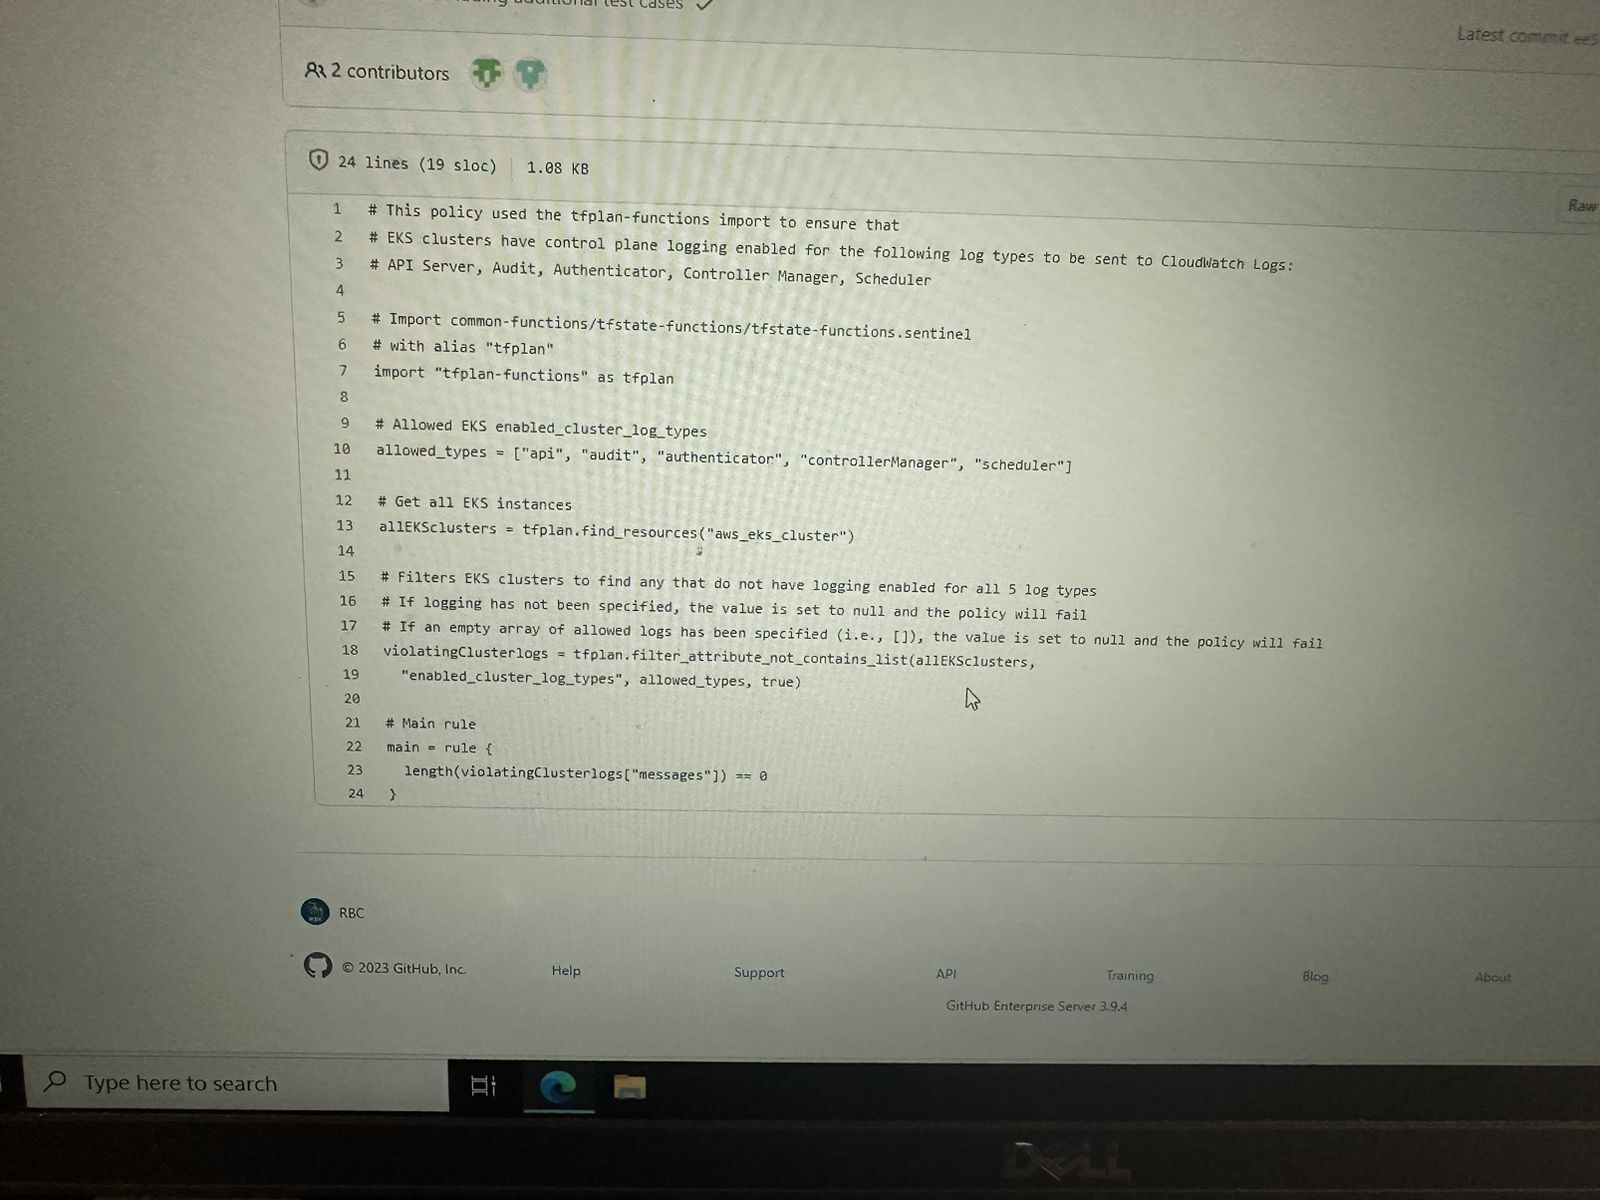 additional test cases
Latest commit
2 contributors
24 lines (19 sloc) 1.08 KB
Raw
1 # This policy used the tfplan-functions import to ensure that
2 # EKS clusters have control plane logging enabled for the following log types to be sent to CloudWatch Logs:
3 # API Server, Audit, Authenticator, Controller Manager, Scheduler
4
5 # Import common-functions/tfstate-functions/tfstate-functions.sentinel
6 # with alias "tfplan"
7 import "tfplan-functions" as tfplan
8
9 # Allowed EKS enabled_cluster_log_types
10 allowed_types = ["api", "audit", "authenticator", "controllerManager", "scheduler"]
11
12 # Get all EKS instances
13 allEKSclusters = tfplan.find_resources("aws_eks_cluster")
14
15 # Filters EKS clusters to find any that do not have logging enabled for all 5 log types
16 # If logging has not been specified, the value is set to null and the policy will fail
17 # If an empty array of allowed logs has been specified (i.e., []), the value is set to null and the policy will fail
18 violatingClusterlogs = tfplan.filter_attribute_not_contains_list(allEKSclusters,
19 "enabled_cluster_log_types", allowed_types, true)
20
21 # Main rule
22 main = rule {
23 length(violatingClusterlogs["messages"]) == 0
24 }
RBC
© 2023 GitHub, Inc. Help Support API Training Blog About
GitHub Enterprise Server 3.9.4
Type here to search
DELL